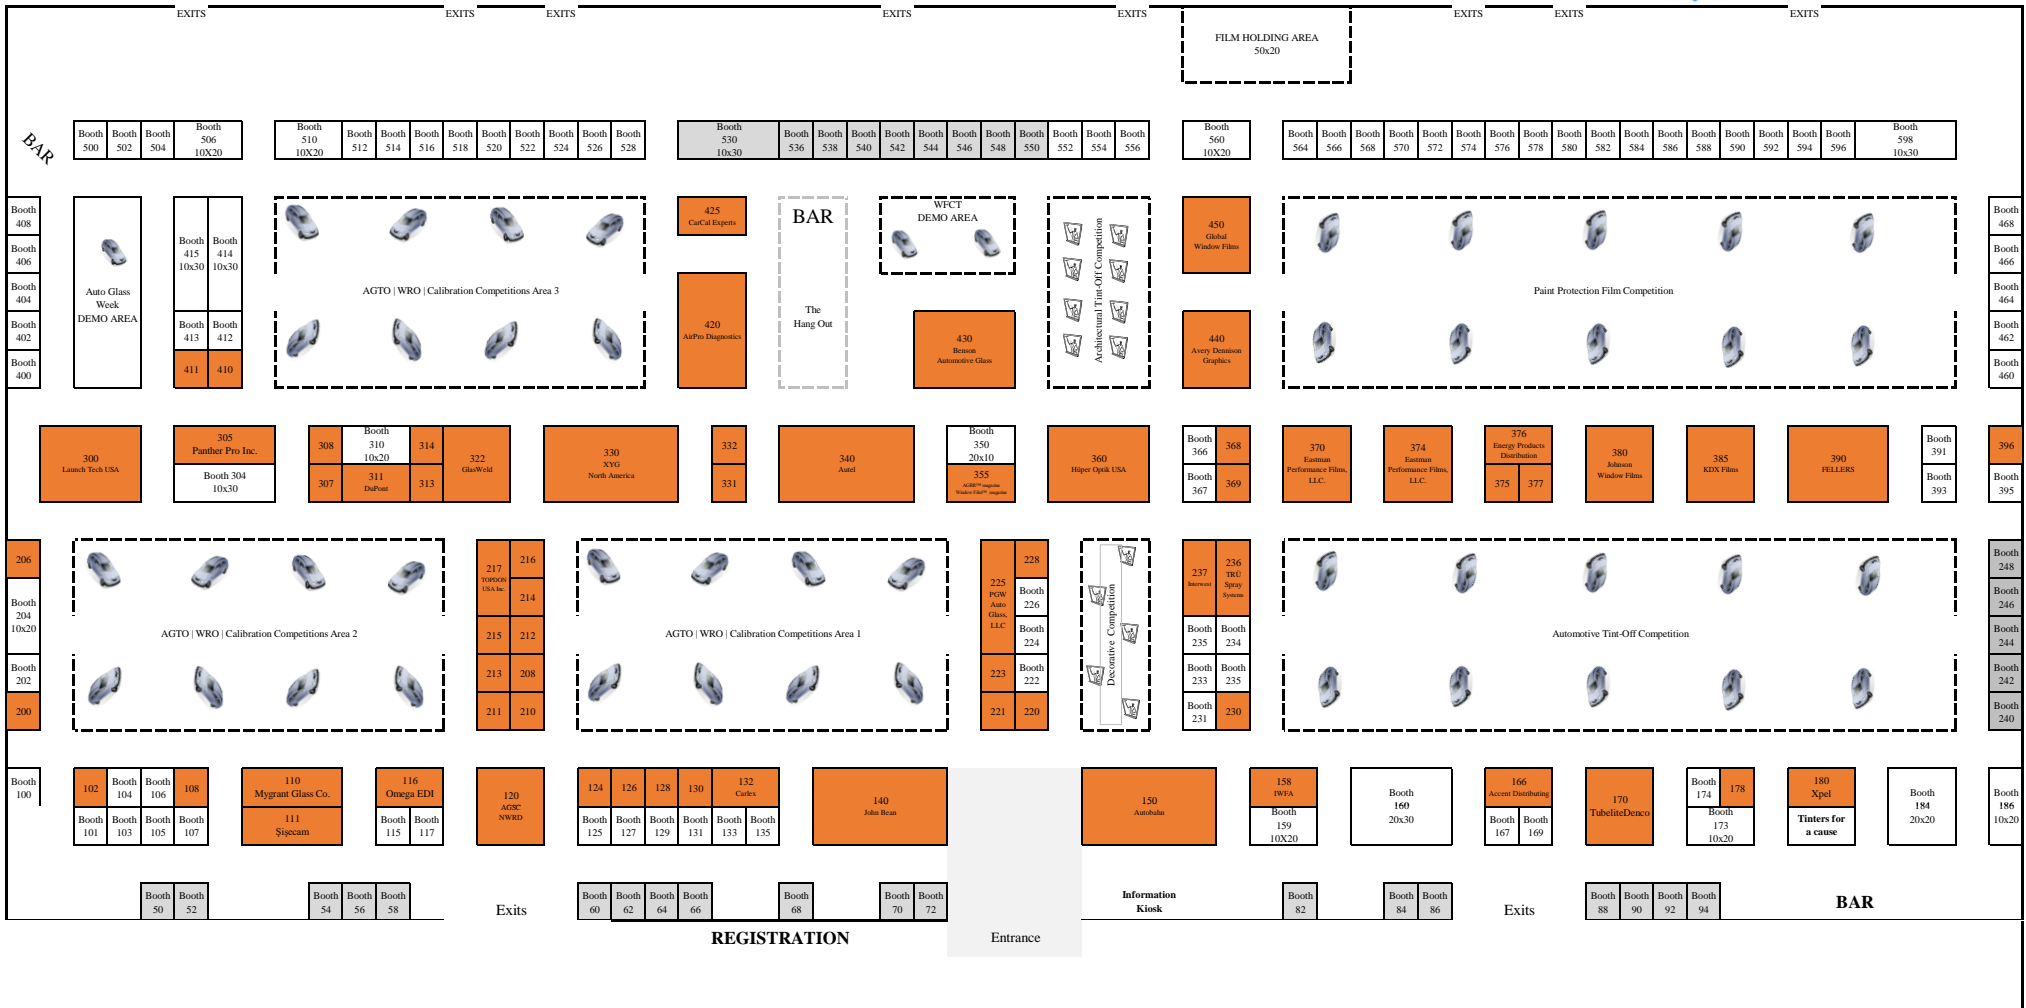 EXITS
EXITS
EXITS
EXITS
EXITS
EXITS
EXITS
EXITS
FILM HOLDING AREA
50x20
BAR
Booth
500
Booth
502
Booth
504
Booth
506
10X20
Booth
510
10X20
Booth
512
Booth
514
Booth
516
Booth
518
Booth
520
Booth
522
Booth
524
Booth
526
Booth
528
Booth
530
10x30
Booth
536
Booth
538
Booth
540
Booth
542
Booth
544
Booth
546
Booth
548
Booth
550
Booth
552
Booth
554
Booth
556
Booth
560
10X20
Booth
564
Booth
566
Booth
568
Booth
570
Booth
572
Booth
574
Booth
576
Booth
578
Booth
580
Booth
582
Booth
584
Booth
586
Booth
588
Booth
590
Booth
592
Booth
594
Booth
596
Booth
598
10x30
Booth
408
Booth
406
Booth
404
Booth
402
Booth
400
Auto Glass
Week
DEMO AREA
Booth
415
10x30
Booth
414
10x30
Booth
413
Booth
412
411
410
AGTO | WRO | Calibration Competitions Area 3
425
CarCal Experts
420
AirPro Diagnostics
BAR
The
Hang Out
WFCT
DEMO AREA
430
Benson
Automotive Glass
Architectural Tint-Off Competition
450
Global
Window Films
440
Avery Dennison
Graphics
Paint Protection Film Competition
Booth
468
Booth
466
Booth
464
Booth
462
Booth
460
300
Launch Tech USA
305
Panther Pro Inc.
Booth 304
10x30
308
Booth
310
10x20
314
307
311
DuPont
313
322
GlasWeld
330
XYG
North America
332
331
340
Autel
Booth
350
20x10
355
AGRR™ magazine
Window Film™ magazine
360
Hüper Optik USA
Booth
366
368
Booth
367
369
370
Eastman
Performance Films,
LLC.
374
Eastman
Performance Films,
LLC.
376
Energy Products
Distribution
375
377
380
Johnson
Window Films
385
KDX Films
390
FELLERS
Booth
391
Booth
393
396
Booth
395
206
Booth
204
10x20
Booth
202
200
AGTO | WRO | Calibration Competitions Area 2
217
TOPDON
USA Inc.
216
214
215
212
213
208
211
210
AGTO | WRO | Calibration Competitions Area 1
225
PGW
Auto
Glass,
LLC
228
Booth
226
Booth
224
223
Booth
222
221
220
Decorative Competition
237
Interwest
236
TRÜ
Spray
Systems
Booth
235
Booth
234
Booth
233
Booth
235
Booth
231
230
Automotive Tint-Off Competition
Booth
248
Booth
246
Booth
244
Booth
242
Booth
240
Booth
100
102
Booth
104
Booth
106
108
Booth
101
Booth
103
Booth
105
Booth
107
110
Mygrant Glass Co.
111
Şişecam
116
Omega EDI
Booth
115
Booth
117
120
AGSC
NWRD
124
126
128
130
132
Carlex
Booth
125
Booth
127
Booth
129
Booth
131
Booth
133
Booth
135
140
John Bean
150
Autobahn
158
IWFA
Booth
159
10X20
Booth
160
20x30
166
Accent Distributing
Booth
167
Booth
169
170
TubeliteDenco
Booth
174
178
Booth
173
10x20
180
Xpel
Tinters for
a cause
Booth
184
20x20
Booth
186
10x20
Booth
50
Booth
52
Booth
54
Booth
56
Booth
58
Exits
Booth
60
Booth
62
Booth
64
Booth
66
Booth
68
Booth
70
Booth
72
Information
Kiosk
Booth
82
Booth
84
Booth
86
Exits
Booth
88
Booth
90
Booth
92
Booth
94
BAR
REGISTRATION
Entrance